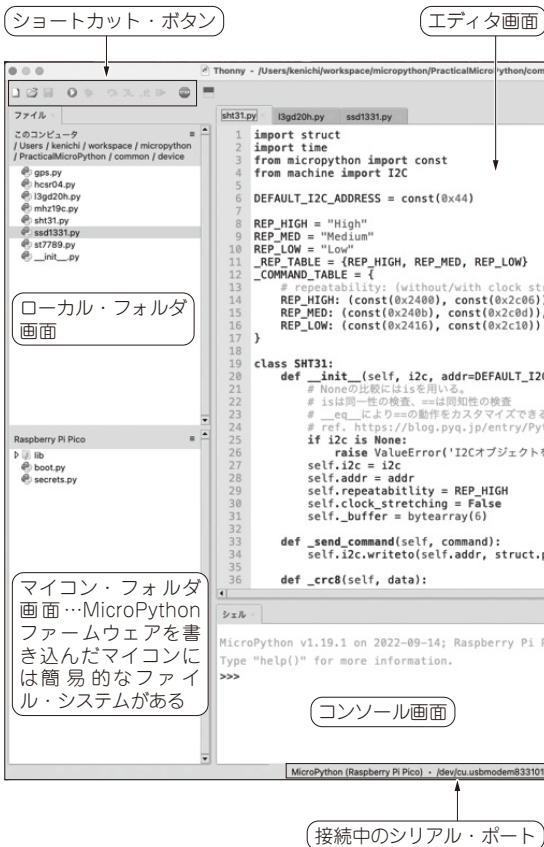 ショートカット・ボタン
エディタ画面
Thonny - /Users/kenichi/workspace/micropython/PracticalMicroPython/com
ファイル
このコンピュータ
/ Users / kenichi / workspace / micropython
/ PracticalMicroPython / common / device
gps.py
hcsr04.py
l3gd20h.py
mhz19c.py
sht31.py
ssd1331.py
st7789.py
__init__.py
ローカル・フォルダ
画面
Raspberry Pi Pico
lib
boot.py
secrets.py
マイコン・フォルダ
画面…MicroPython
ファームウェアを書
き込んだマイコンに
は簡易的なファイ
ル・システムがある
sht31.py
l3gd20h.py
ssd1331.py
1 import struct
2 import time
3 from micropython import const
4 from machine import I2C
5
6 DEFAULT_I2C_ADDRESS = const(0x44)
7
8 REP_HIGH = "High"
9 REP_MED = "Medium"
10 REP_LOW = "Low"
11 _REP_TABLE = {REP_HIGH, REP_MED, REP_LOW}
12 _COMMAND_TABLE = {
13 # repeatability: (without/with clock str
14 REP_HIGH: (const(0x2400), const(0x2c06))
15 REP_MED: (const(0x240b), const(0x2c0d)),
16 REP_LOW: (const(0x2416), const(0x2c10))
17 }
18
19 class SHT31:
20 def __init__(self, i2c, addr=DEFAULT_I2C
21 # Noneの比較にはisを用いる。
22 # isは同一性の検査、==は同知性の検査
23 # __eq__により==の動作をカスタマイズできる
24 # ref. https://blog.pyq.jp/entry/Pyt
25 if i2c is None:
26 raise ValueError('I2Cオブジェクトを
27 self.i2c = i2c
28 self.addr = addr
29 self.repeatabitlity = REP_HIGH
30 self.clock_stretching = False
31 self._buffer = bytearray(6)
32
33 def _send_command(self, command):
34 self.i2c.writeto(self.addr, struct.p
35
36 def _crc8(self, data):
シェル
MicroPython v1.19.1 on 2022-09-14; Raspberry Pi P
Type "help()" for more information.
>>>
コンソール画面
MicroPython (Raspberry Pi Pico) • /dev/cu.usbmodem833101
接続中のシリアル・ポート